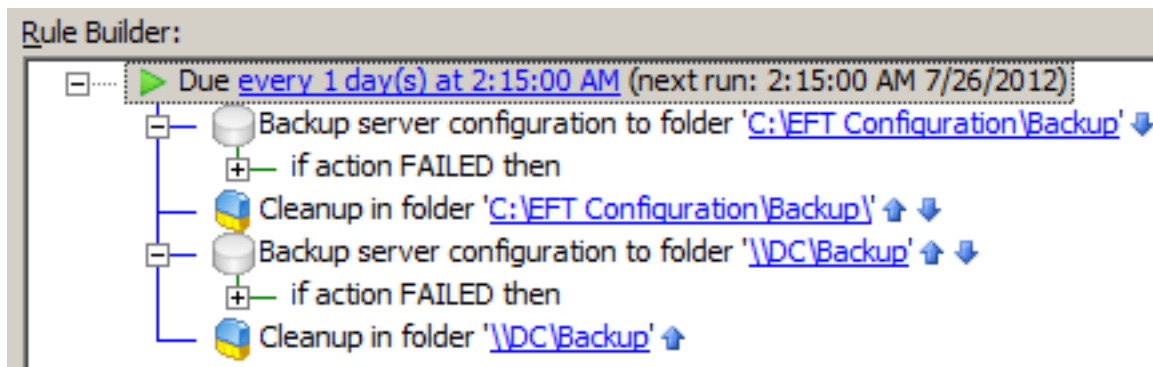 Rule Builder:
Due every 1 day(s) at 2:15:00 AM (next run: 2:15:00 AM 7/26/2012)
Backup server configuration to folder 'C:\EFT Configuration\Backup'
if action FAILED then
Cleanup in folder 'C:\EFT Configuration\Backup\'
Backup server configuration to folder '\\DC\Backup'
if action FAILED then
Cleanup in folder '\\DC\Backup'